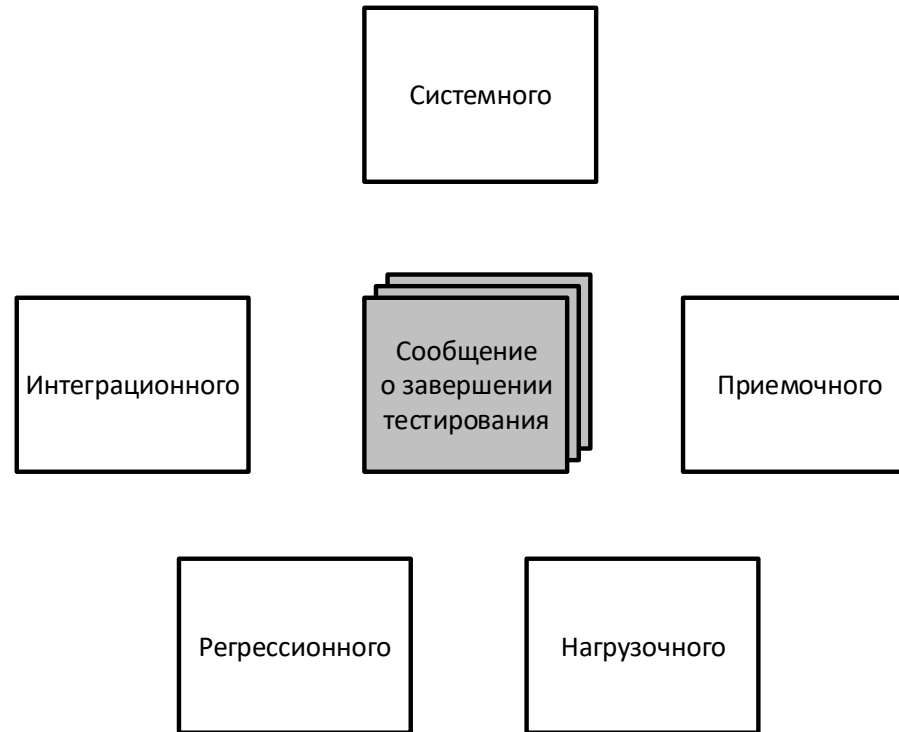 Системного
Интеграционного
Сообщение
о завершении
тестирования
Приемочного
Регрессионного
Нагрузочного